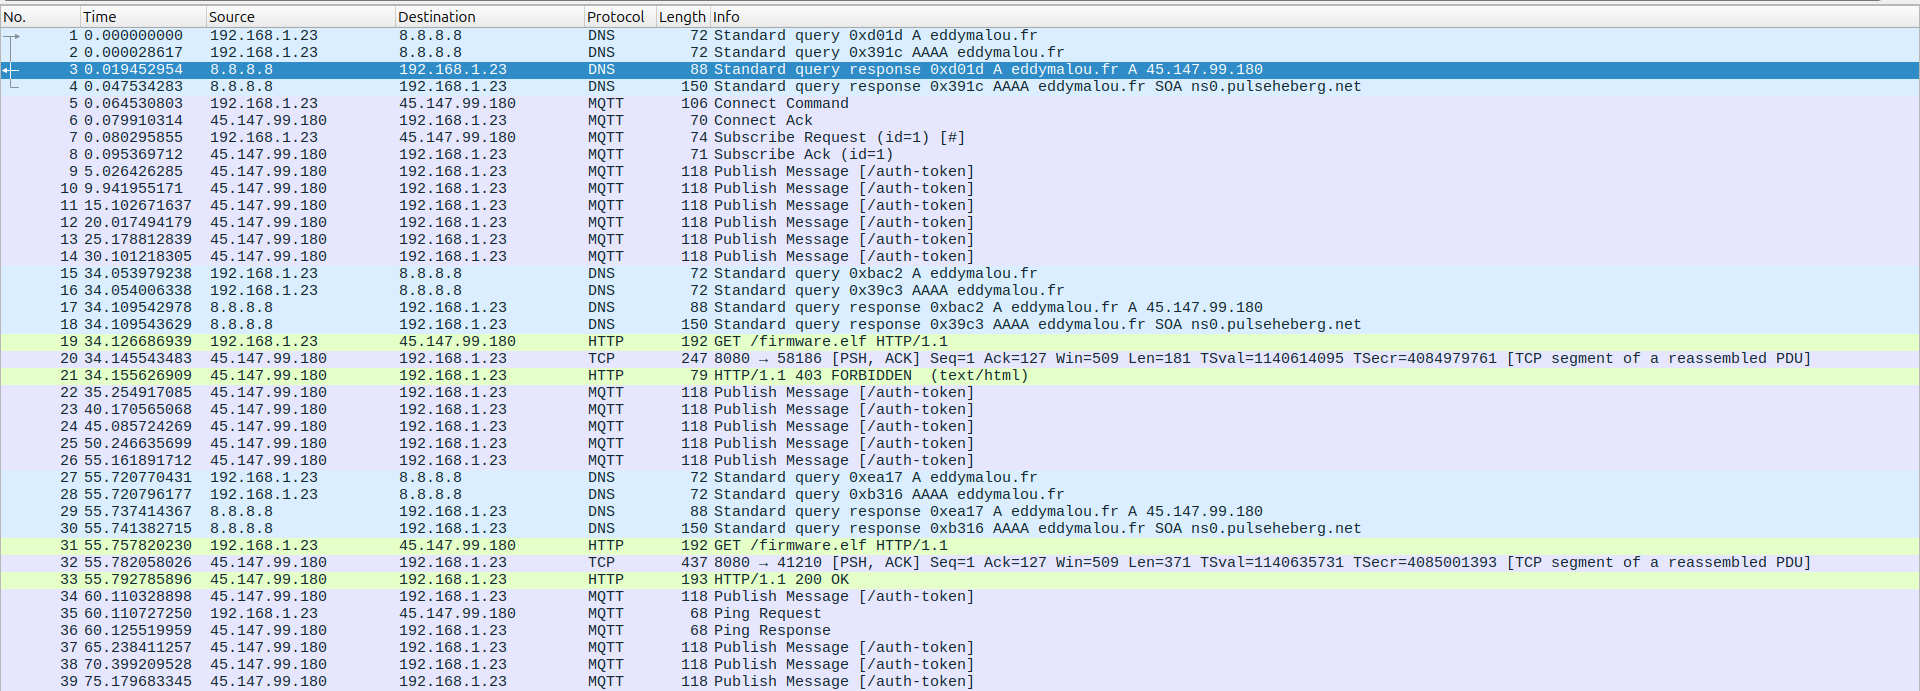 No. Time Source Destination Protocol Length Info
1 0.000000000 192.168.1.23 8.8.8.8 DNS 72 Standard query 0xd01d A eddymalou.fr
2 0.000028617 192.168.1.23 8.8.8.8 DNS 72 Standard query 0x391c AAAA eddymalou.fr
3 0.019452954 8.8.8.8 192.168.1.23 DNS 88 Standard query response 0xd01d A eddymalou.fr A 45.147.99.180
4 0.047534283 8.8.8.8 192.168.1.23 DNS 150 Standard query response 0x391c AAAA eddymalou.fr SOA ns0.pulseheberg.net
5 0.064530803 192.168.1.23 45.147.99.180 MQTT 106 Connect Command
6 0.079910314 45.147.99.180 192.168.1.23 MQTT 70 Connect Ack
7 0.080295855 192.168.1.23 45.147.99.180 MQTT 74 Subscribe Request (id=1) [#]
8 0.095369712 45.147.99.180 192.168.1.23 MQTT 71 Subscribe Ack (id=1)
9 5.026426285 45.147.99.180 192.168.1.23 MQTT 118 Publish Message [/auth-token]
10 9.941955171 45.147.99.180 192.168.1.23 MQTT 118 Publish Message [/auth-token]
11 15.102671637 45.147.99.180 192.168.1.23 MQTT 118 Publish Message [/auth-token]
12 20.017494179 45.147.99.180 192.168.1.23 MQTT 118 Publish Message [/auth-token]
13 25.178812839 45.147.99.180 192.168.1.23 MQTT 118 Publish Message [/auth-token]
14 30.101218305 45.147.99.180 192.168.1.23 MQTT 118 Publish Message [/auth-token]
15 34.053979238 192.168.1.23 8.8.8.8 DNS 72 Standard query 0xbac2 A eddymalou.fr
16 34.054006338 192.168.1.23 8.8.8.8 DNS 72 Standard query 0x39c3 AAAA eddymalou.fr
17 34.109542978 8.8.8.8 192.168.1.23 DNS 88 Standard query response 0xbac2 A eddymalou.fr A 45.147.99.180
18 34.109543629 8.8.8.8 192.168.1.23 DNS 150 Standard query response 0x39c3 AAAA eddymalou.fr SOA ns0.pulseheberg.net
19 34.126686939 192.168.1.23 45.147.99.180 HTTP 192 GET /firmware.elf HTTP/1.1
20 34.145543483 45.147.99.180 192.168.1.23 TCP 247 8080 → 58186 [PSH, ACK] Seq=1 Ack=127 Win=509 Len=181 TSval=1140614095 TSecr=4084979761 [TCP segment of a reassembled PDU]
21 34.155626909 45.147.99.180 192.168.1.23 HTTP 79 HTTP/1.1 403 FORBIDDEN (text/html)
22 35.254917085 45.147.99.180 192.168.1.23 MQTT 118 Publish Message [/auth-token]
23 40.170565068 45.147.99.180 192.168.1.23 MQTT 118 Publish Message [/auth-token]
24 45.085724269 45.147.99.180 192.168.1.23 MQTT 118 Publish Message [/auth-token]
25 50.246635699 45.147.99.180 192.168.1.23 MQTT 118 Publish Message [/auth-token]
26 55.161891712 45.147.99.180 192.168.1.23 MQTT 118 Publish Message [/auth-token]
27 55.720770431 192.168.1.23 8.8.8.8 DNS 72 Standard query 0xea17 A eddymalou.fr
28 55.720796177 192.168.1.23 8.8.8.8 DNS 72 Standard query 0xb316 AAAA eddymalou.fr
29 55.737414367 8.8.8.8 192.168.1.23 DNS 88 Standard query response 0xea17 A eddymalou.fr A 45.147.99.180
30 55.741382715 8.8.8.8 192.168.1.23 DNS 150 Standard query response 0xb316 AAAA eddymalou.fr SOA ns0.pulseheberg.net
31 55.757820230 192.168.1.23 45.147.99.180 HTTP 192 GET /firmware.elf HTTP/1.1
32 55.782058026 45.147.99.180 192.168.1.23 TCP 437 8080 → 41210 [PSH, ACK] Seq=1 Ack=127 Win=509 Len=371 TSval=1140635731 TSecr=4085001393 [TCP segment of a reassembled PDU]
33 55.792785896 45.147.99.180 192.168.1.23 HTTP 193 HTTP/1.1 200 OK
34 60.110328898 45.147.99.180 192.168.1.23 MQTT 118 Publish Message [/auth-token]
35 60.110727250 192.168.1.23 45.147.99.180 MQTT 68 Ping Request
36 60.125519959 45.147.99.180 192.168.1.23 MQTT 68 Ping Response
37 65.238411257 45.147.99.180 192.168.1.23 MQTT 118 Publish Message [/auth-token]
38 70.399209528 45.147.99.180 192.168.1.23 MQTT 118 Publish Message [/auth-token]
39 75.179683345 45.147.99.180 192.168.1.23 MQTT 118 Publish Message [/auth-token]